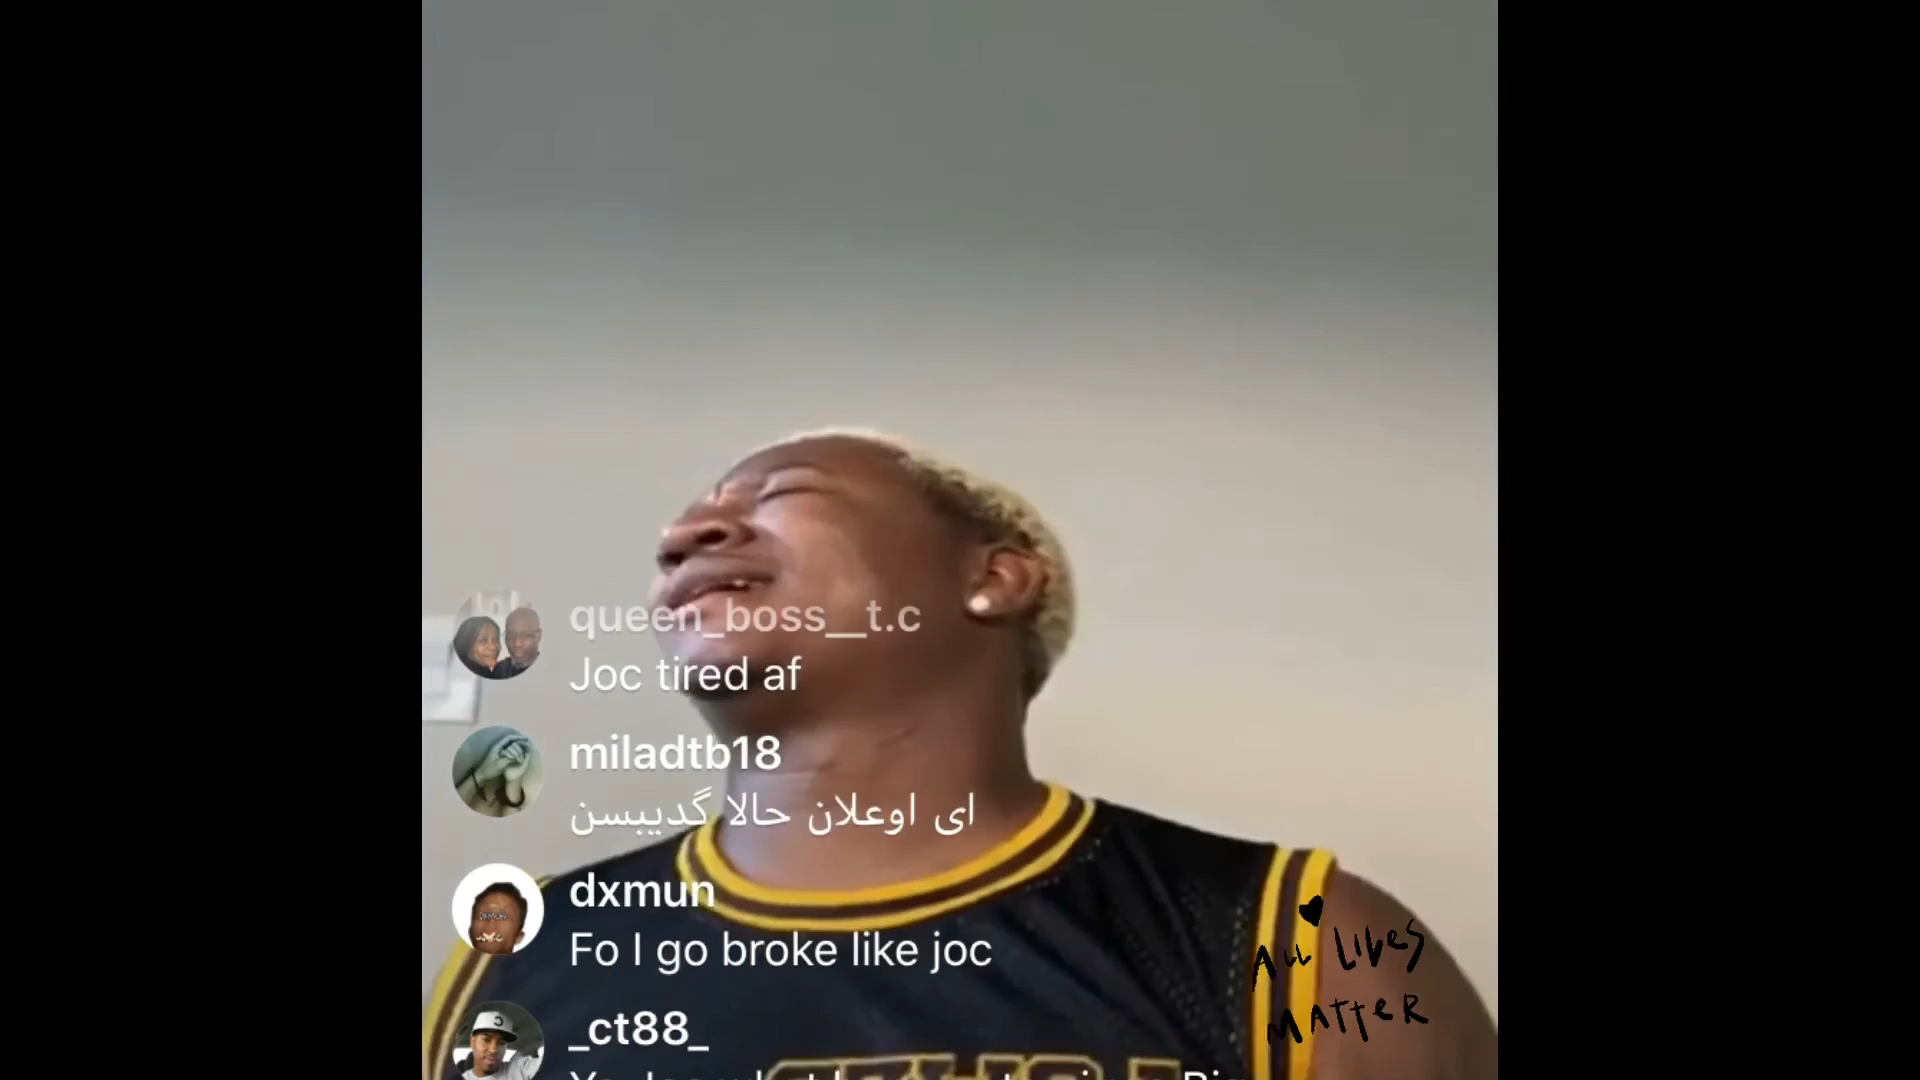 queen_boss__t.c
Joc tired af
miladtb18
ای اوعلان حالا گدیبسن
dxmun
Fo I go broke like joc
_ct88_
ALL LIVES
MATTER